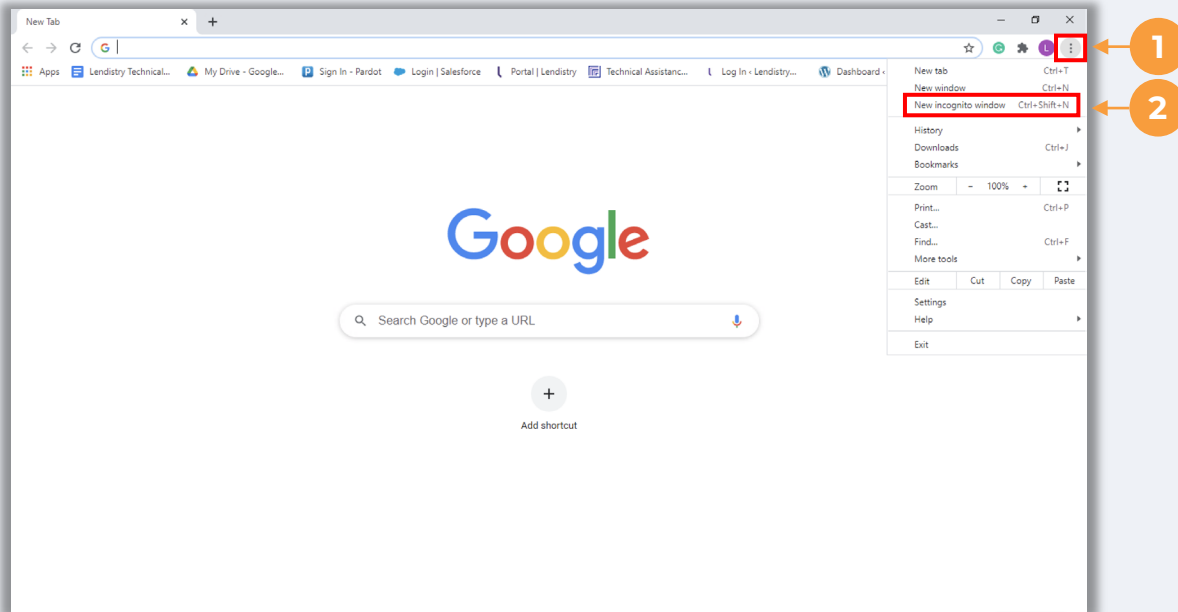 New Tab
1
Apps Lendistry Technical... My Drive - Google... Sign In - Pardot Login | Salesforce Portal | Lendistry Technical Assistanc... Log In ‹ Lendistry... Dashboard ‹
New tab Ctrl+T
New window Ctrl+N
New incognito window Ctrl+Shift+N
2
History
Downloads Ctrl+J
Bookmarks
Zoom - 100% +
Print... Ctrl+P
Cast...
Find... Ctrl+F
More tools
Edit Cut Copy Paste
Settings
Help
Exit
Google
Search Google or type a URL
Add shortcut